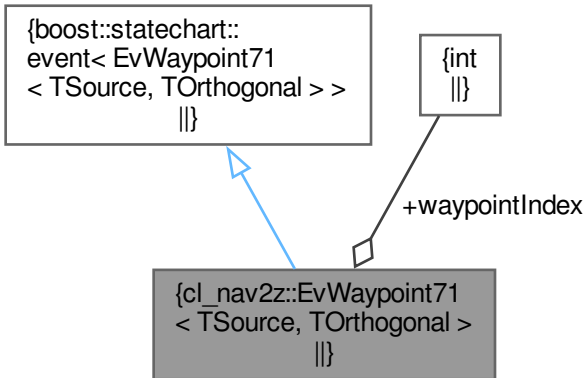 {boost::statechart::
event< EvWaypoint71
< TSource, TOrthogonal > >
||}
{int
||}
+waypointIndex
{cl_nav2z::EvWaypoint71
< TSource, TOrthogonal >
||}